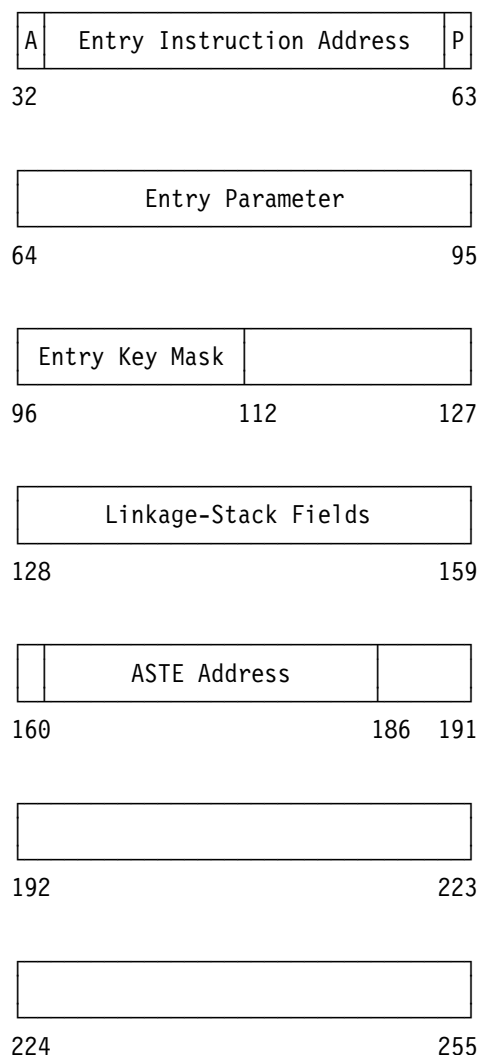 A Entry Instruction Address P
32 63
Entry Parameter
64 95
Entry Key Mask
96 112 127
Linkage-Stack Fields
128 159
ASTE Address
160 186 191
192 223
224 255